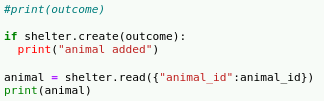 #print(outcome)
if shelter.create(outcome):
  print("animal added")
animal = shelter.read({"animal_id":animal_id})
print(animal)